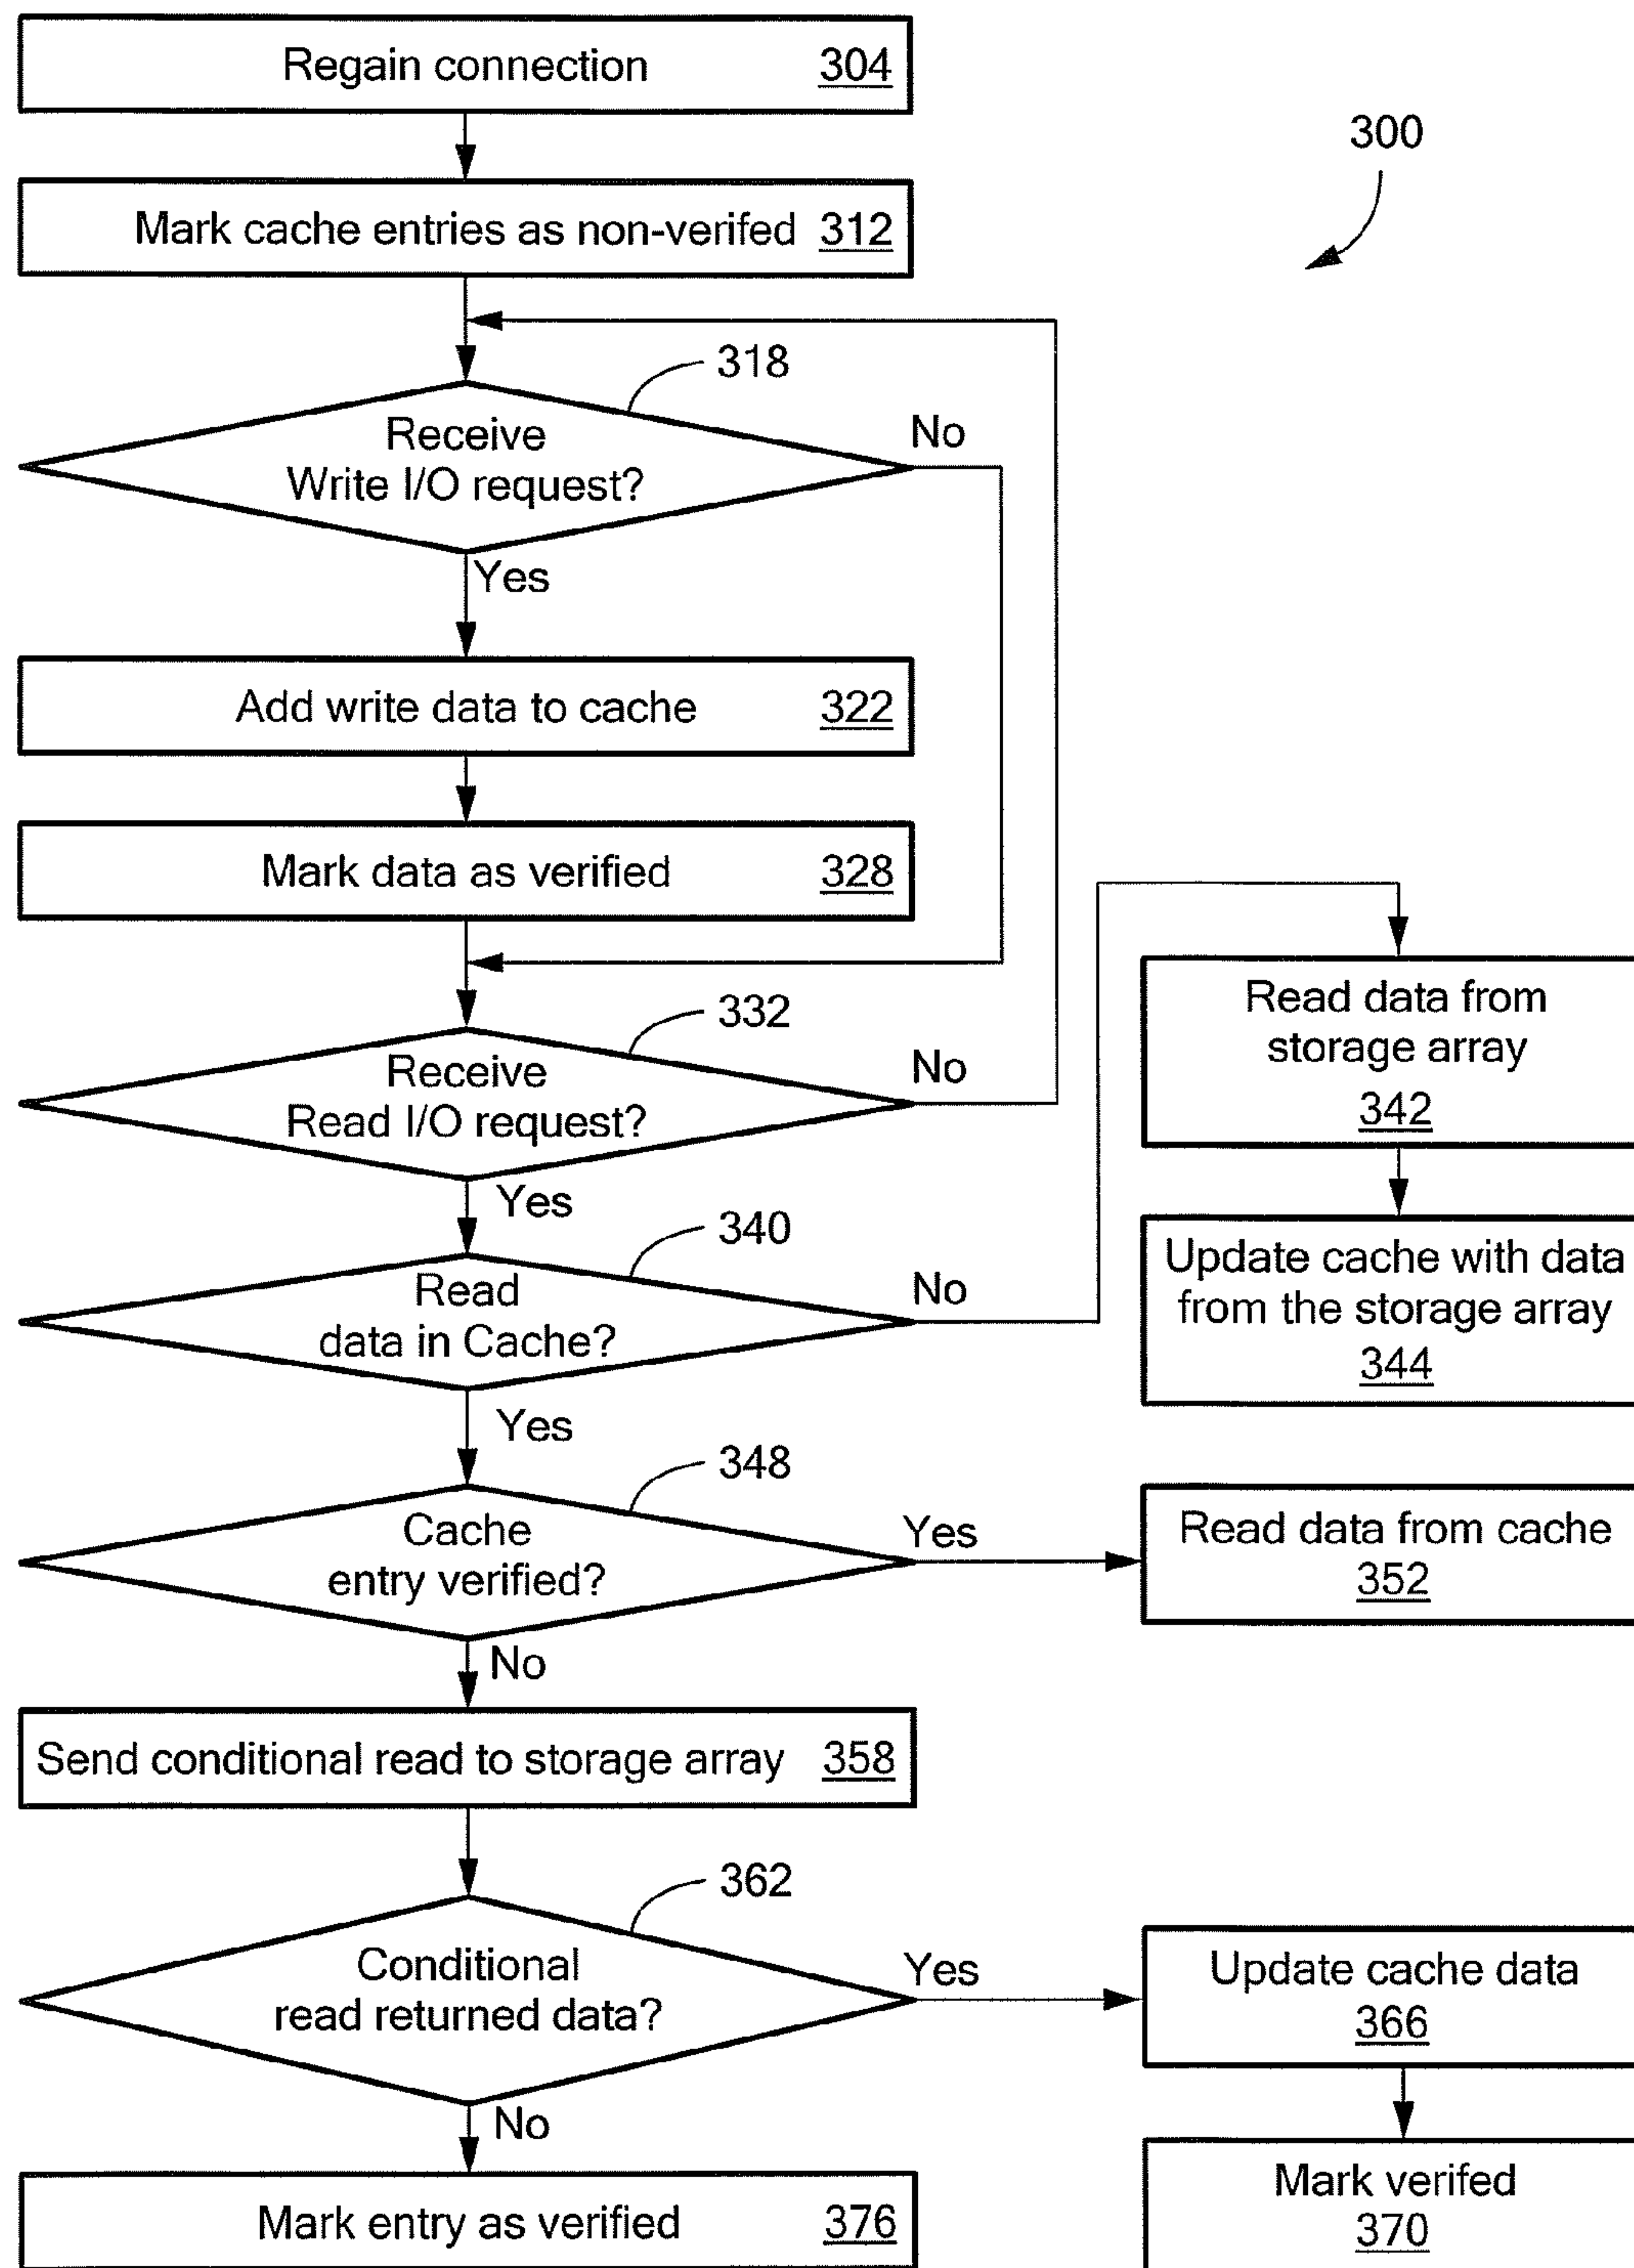 Regain connection 304
300
Mark cache entries as non-verifed 312
318
Receive
Write I/O request?
No
Yes
Add write data to cache 322
Mark data as verified 328
332
Receive
Read I/O request?
No
Yes
Read data from
storage array
342
340
Read
data in Cache?
No
Yes
Update cache with data
from the storage array
344
348
Cache
entry verified?
Yes
No
Read data from cache
352
Send conditional read to storage array 358
362
Conditional
read returned data?
Yes
No
Update cache data
366
Mark entry as verified 376
Mark verifed
370